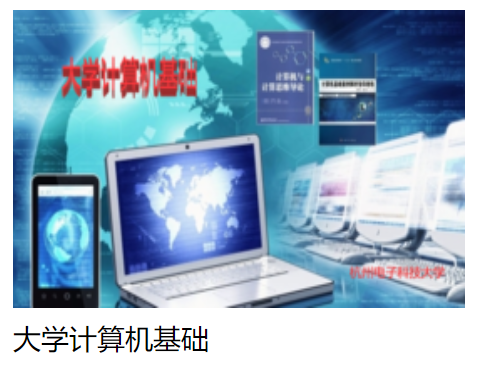 大学计算机基础
计算机与
计算思维导论
杭州电子科技大学
大学计算机基础